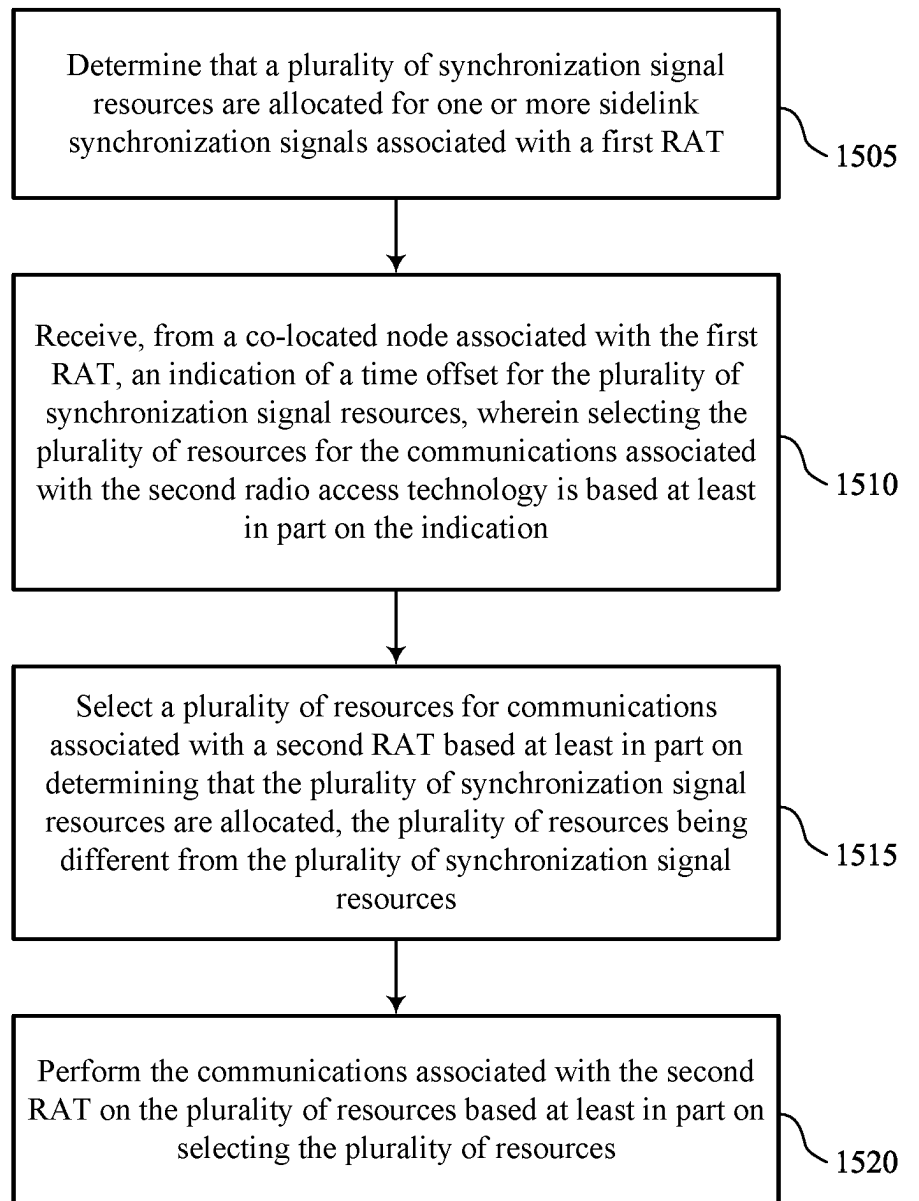 Determine that a plurality of synchronization signal
resources are allocated for one or more sidelink
synchronization signals associated with a first RAT
1505
Receive, from a co-located node associated with the first
RAT, an indication of a time offset for the plurality of
synchronization signal resources, wherein selecting the
plurality of resources for the communications associated
with the second radio access technology is based at least
in part on the indication
1510
Select a plurality of resources for communications
associated with a second RAT based at least in part on
determining that the plurality of synchronization signal
resources are allocated, the plurality of resources being
different from the plurality of synchronization signal
resources
1515
Perform the communications associated with the second
RAT on the plurality of resources based at least in part on
selecting the plurality of resources
1520